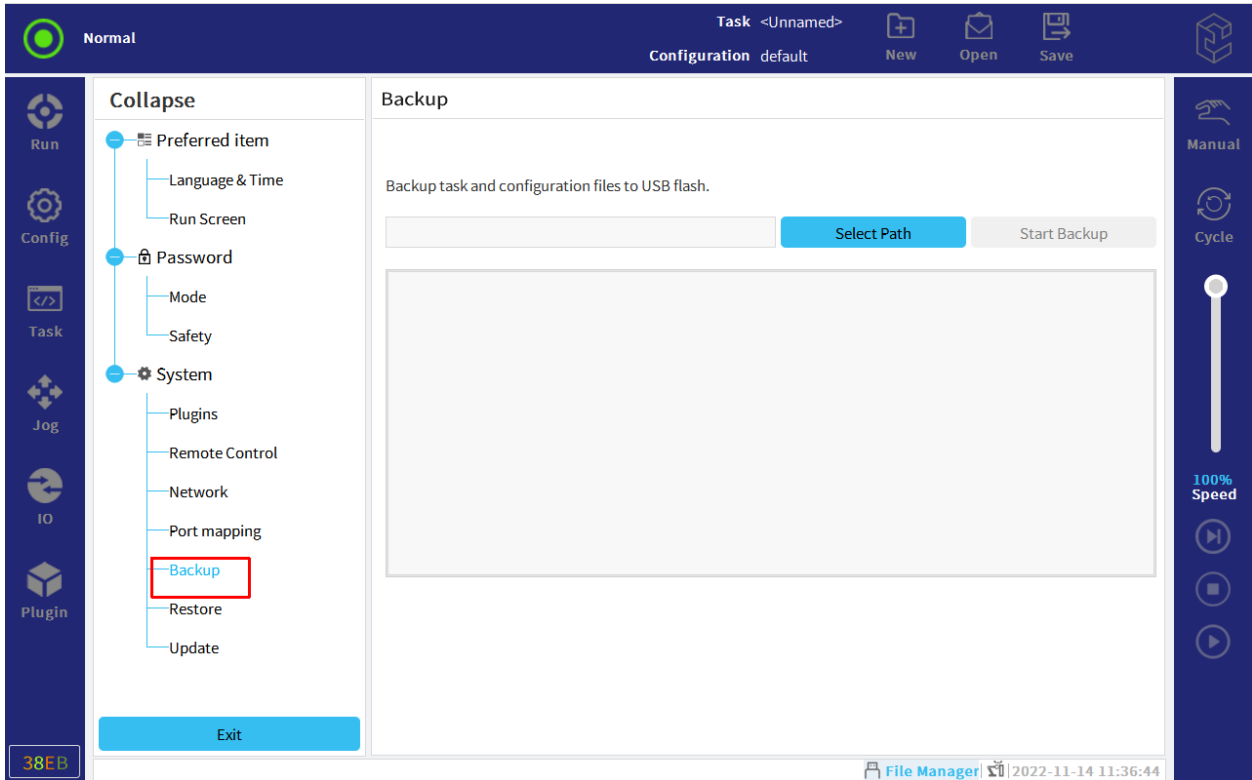 Normal
Task <Unnamed>
Configuration default
New
Open
Save
Run
Config
Task
Jog
IO
Plugin
38EB
Collapse
Preferred item
Language & Time
Run Screen
Password
Mode
Safety
System
Plugins
Remote Control
Network
Port mapping
Backup
Restore
Update
Exit
Backup
Backup task and configuration files to USB flash.
Select Path
Start Backup
Manual
Cycle
100%
Speed
File Manager
2022-11-14 11:36:44